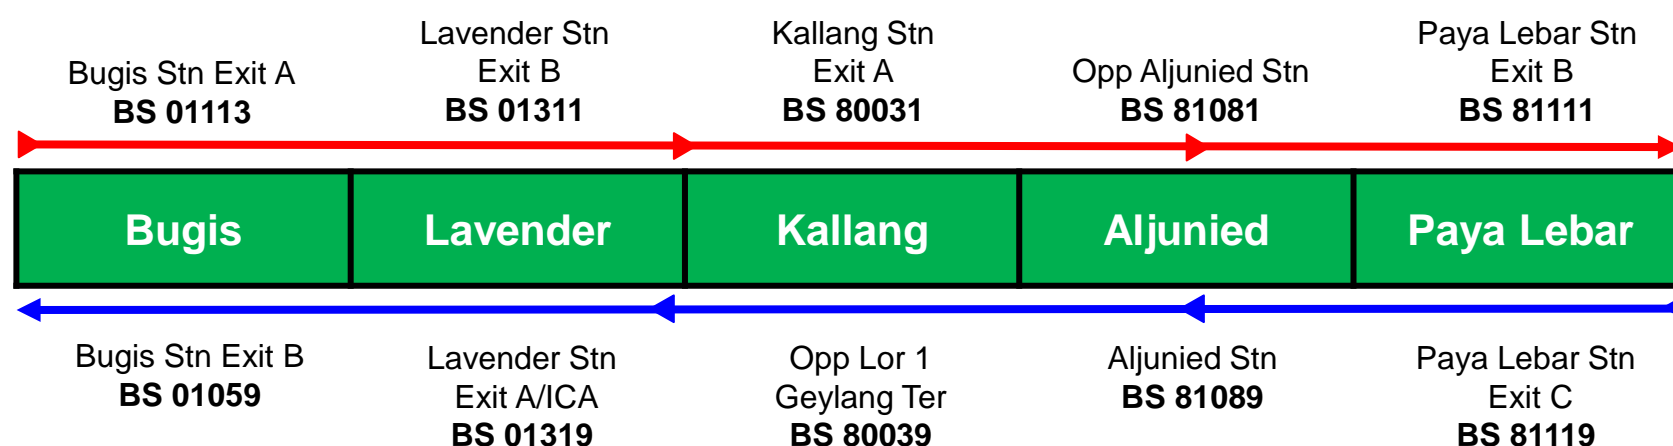 Bugis Stn Exit A
BS 01113
Lavender Stn
Exit B
BS 01311
Kallang Stn
Exit A
BS 80031
Opp Aljunied Stn
BS 81081
Paya Lebar Stn
Exit B
BS 81111
Bugis
Lavender
Kallang
Aljunied
Paya Lebar
Bugis Stn Exit B
BS 01059
Lavender Stn
Exit A/ICA
BS 01319
Opp Lor 1
Geylang Ter
BS 80039
Aljunied Stn
BS 81089
Paya Lebar Stn
Exit C
BS 81119